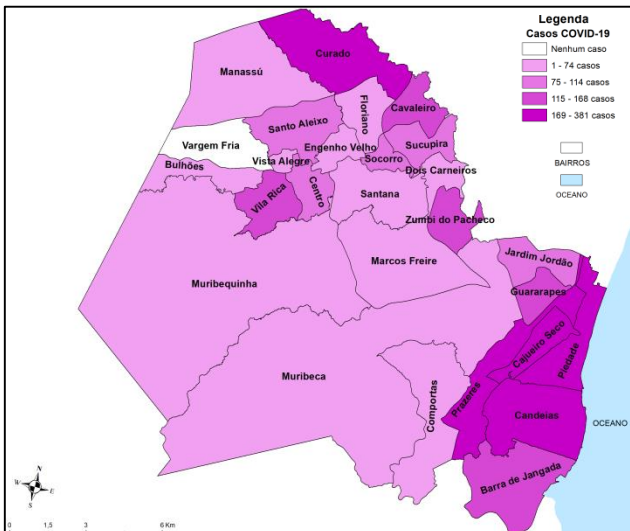 Legenda
Casos COVID-19
Nenhum caso
1 - 74 casos
75 - 114 casos
115 - 168 casos
169 - 381 casos
BAIRROS
OCEANO
Curado
Manassú
Floriano
Cavaleiro
Santo Aleixo
Vargem Fria
Engenho Velho
Sucupira
Vista Alegre
Socorro
Bulhões
Dois Carneiros
Vila Rica
Centro
Santana
Zumbi do Pacheco
Jardim Jordão
Marcos Freire
Muribequinha
Guararapes
Cajueiro Seco
Piedade
Muribeca
Comportas
Prazeres
Candeias
OCEANO
Barra de Jangada
N
W
E
S
0 1,5 3 6 Km